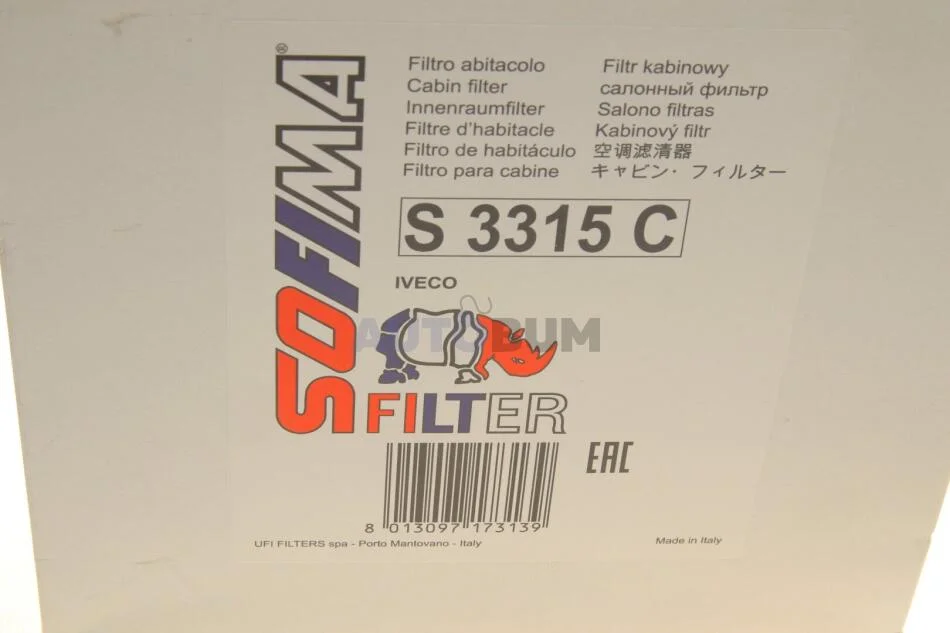 SOFIMA®
Filtro abitacolo
Cabin filter
Innenraumfilter
Filtre d'habitacle
Filtro de habitáculo
Filtro para cabine
Filtr kabinowy
салонный фильтр
Salono filtras
Kabinový filtr
空调滤清器
キャビン・フィルター
S 3315 C
IVECO
AUTOBUM
FILTER
EAC
8 013097 173139
UFI FILTERS spa - Porto Mantovano - Italy
Made in Italy